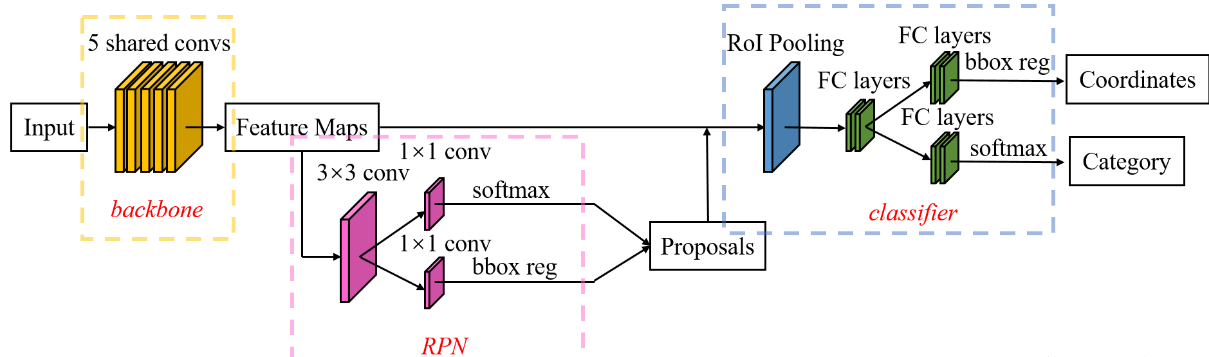 5 shared convs
Input
backbone
Feature Maps
3×3 conv
1×1 conv
softmax
1×1 conv
bbox reg
RPN
Proposals
RoI Pooling
FC layers
FC layers
bbox reg
FC layers
softmax
classifier
Coordinates
Category